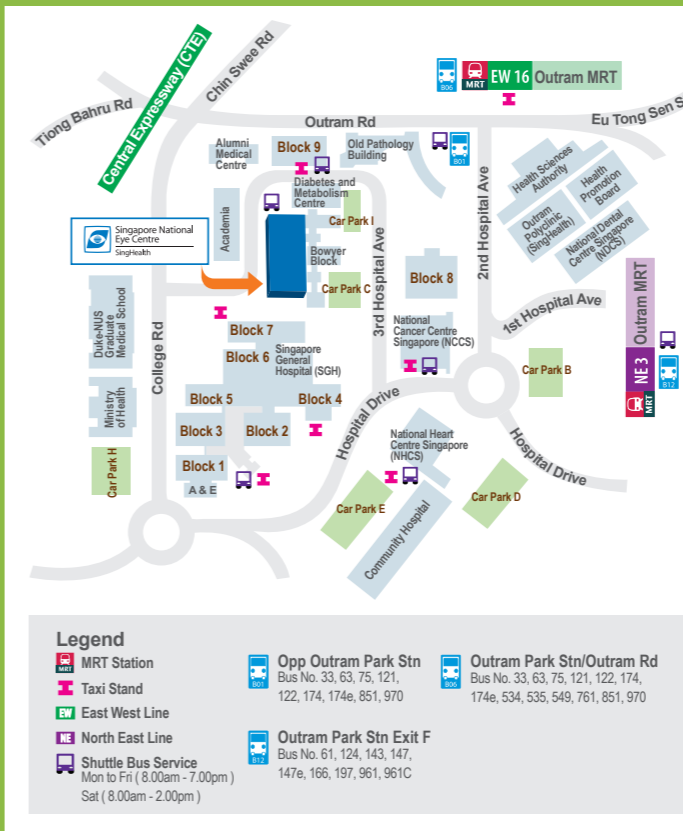 Central Expressway (CTE)
Chin Swee Rd
Tiong Bahru Rd
B06
MRT
EW 16
Outram MRT
Outram Rd
Eu Tong Sen S
Alumni
Medical
Centre
Block 9
Old Pathology
Building
B01
2nd Hospital Ave
Health Sciences
Authority
Health
Promotion
Board
Outram
Polyclinic
(SingHealth)
National Dental
Centre Singapore
(NDCS)
Diabetes and
Metabolism
Centre
Car Park I
Academia
Singapore National
Eye Centre
SingHealth
Bowyer
Block
Car Park C
3rd Hospital Ave
Block 8
Outram MRT
NE 3
MRT
B12
1st Hospital Ave
Duke-NUS
Graduate
Medical School
College Rd
Block 7
Block 6
Singapore
General
Hospital (SGH)
National
Cancer Centre
Singapore (NCCS)
Car Park B
Ministry
of Health
Block 5
Block 4
Block 3
Block 2
Hospital Drive
Hospital Drive
Car Park H
Block 1
A & E
National Heart
Centre Singapore
(NHCS)
Car Park E
Community Hospital
Car Park D
Legend
MRT
MRT Station
Taxi Stand
EW
East West Line
NE
North East Line
Shuttle Bus Service
Mon to Fri ( 8.00am - 7.00pm )
Sat ( 8.00am - 2.00pm )
B01
Opp Outram Park Stn
Bus No. 33, 63, 75, 121,
122, 174, 174e, 851, 970
B12
Outram Park Stn Exit F
Bus No. 61, 124, 143, 147,
147e, 166, 197, 961, 961C
B06
Outram Park Stn/Outram Rd
Bus No. 33, 63, 75, 121, 122, 174,
174e, 534, 535, 549, 761, 851, 970